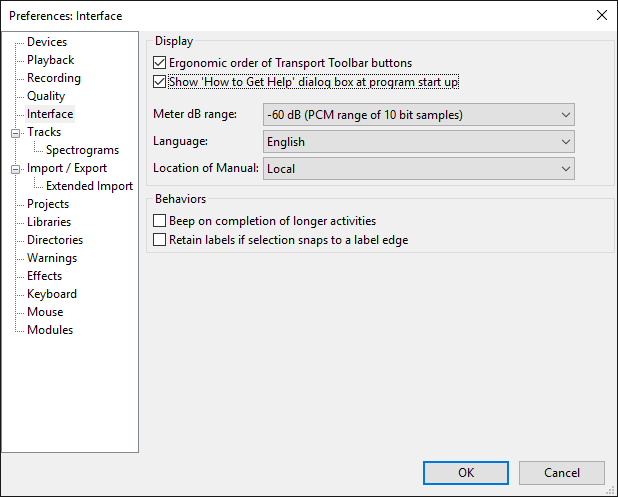 Preferences: Interface
Devices
Playback
Recording
Quality
Interface
Tracks
Spectrograms
Import / Export
Extended Import
Projects
Libraries
Directories
Warnings
Effects
Keyboard
Mouse
Modules
Display
Ergonomic order of Transport Toolbar buttons
Show 'How to Get Help' dialog box at program start up
Meter dB range: -60 dB (PCM range of 10 bit samples)
Language: English
Location of Manual: Local
Behaviors
Beep on completion of longer activities
Retain labels if selection snaps to a label edge
OK Cancel